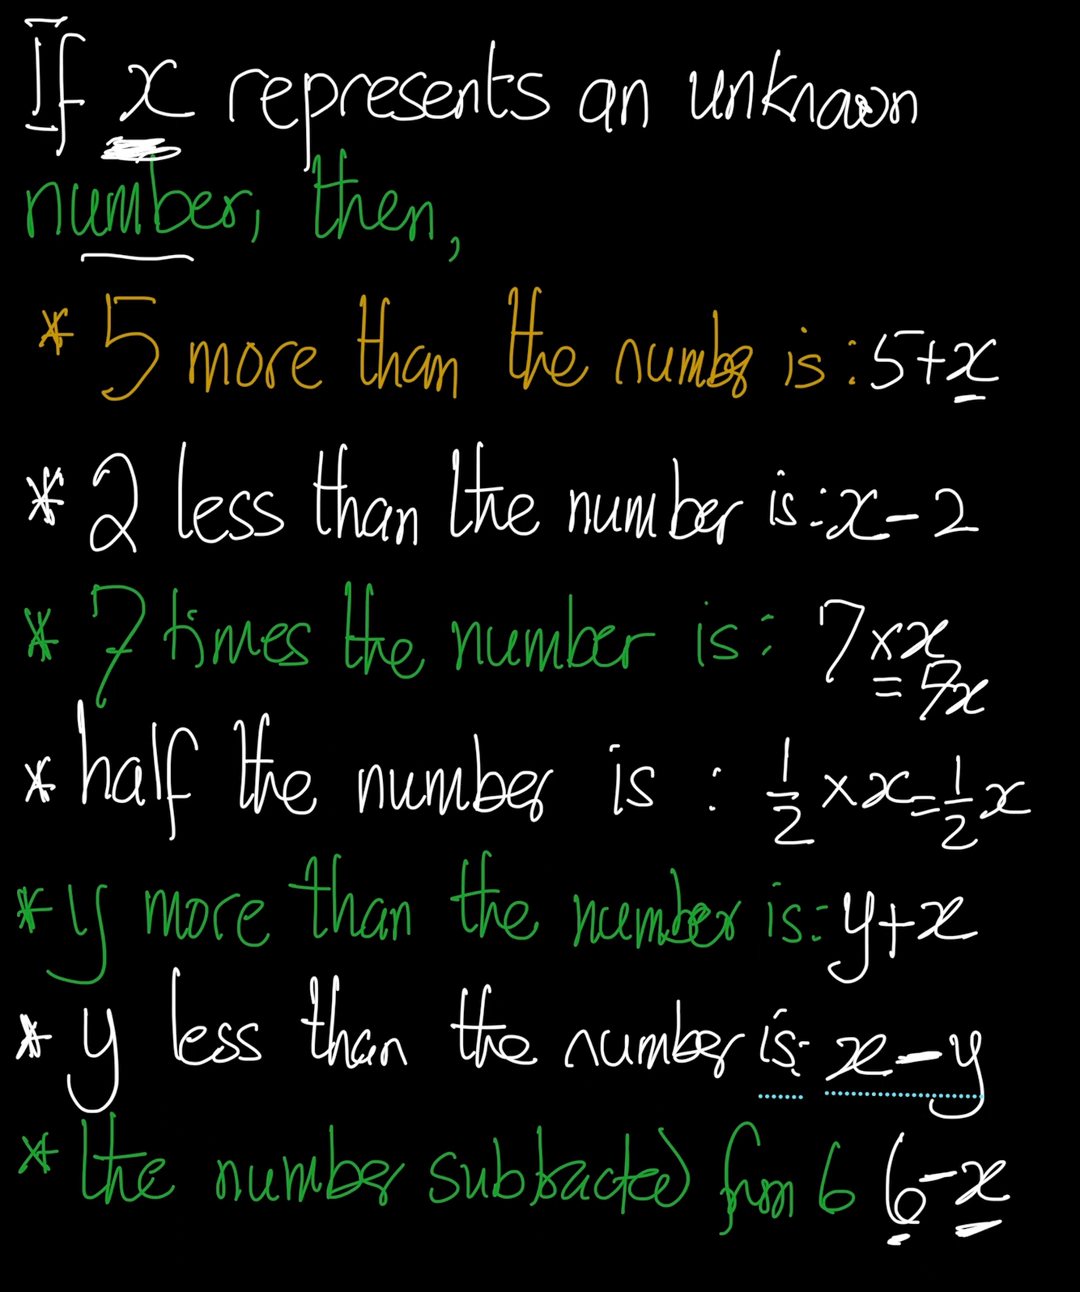 If x represents an unknown
number, then,
* 5 more than the number is: 5+x
* 2 less than the number is: x-2
* 7 times the number is: 7×x
= 7x
* half the number is : 1/2 × x = 1/2 x
* y more than the number is: y+x
* y less than the number is: x-y
* the number subtracted from 6 6-x